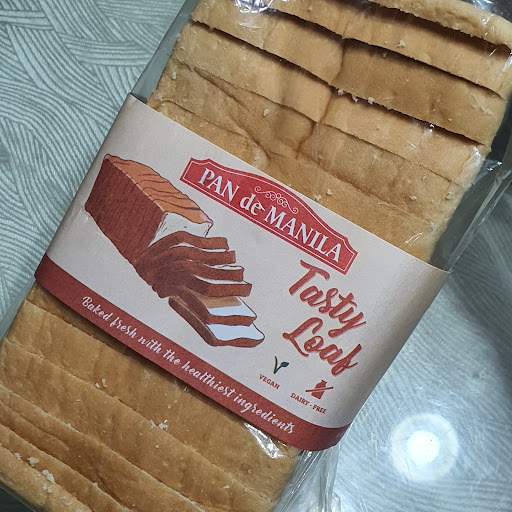 PAN de MANILA
Tasty
Loaf
VEGAN
DAIRY - FREE
Baked fresh with the healthiest ingredients